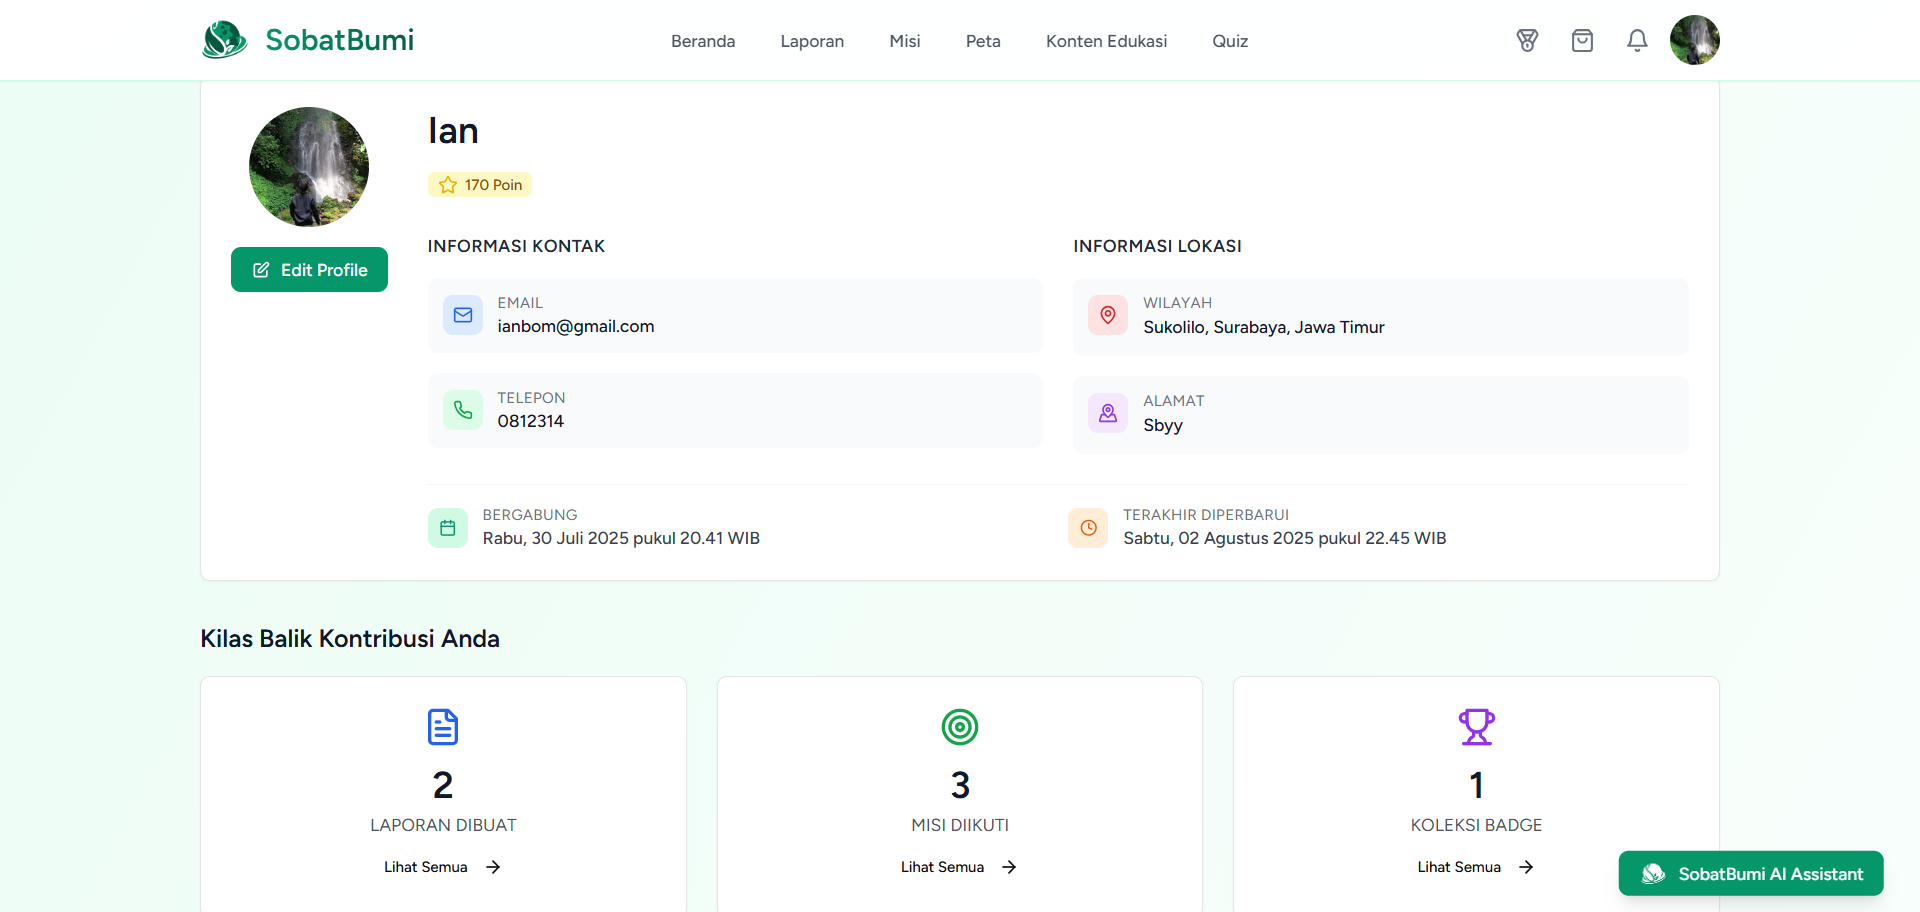 SobatBumi
Beranda Laporan Misi Peta Konten Edukasi Quiz
Ian
170 Poin
Edit Profile
INFORMASI KONTAK
EMAIL
ianbom@gmail.com
TELEPON
0812314
INFORMASI LOKASI
WILAYAH
Sukolilo, Surabaya, Jawa Timur
ALAMAT
Sbyy
BERGABUNG
Rabu, 30 Juli 2025 pukul 20.41 WIB
TERAKHIR DIPERBARUI
Sabtu, 02 Agustus 2025 pukul 22.45 WIB
Kilas Balik Kontribusi Anda
2
LAPORAN DIBUAT
Lihat Semua
3
MISI DIIKUTI
Lihat Semua
1
KOLEKSI BADGE
Lihat Semua
SobatBumi AI Assistant